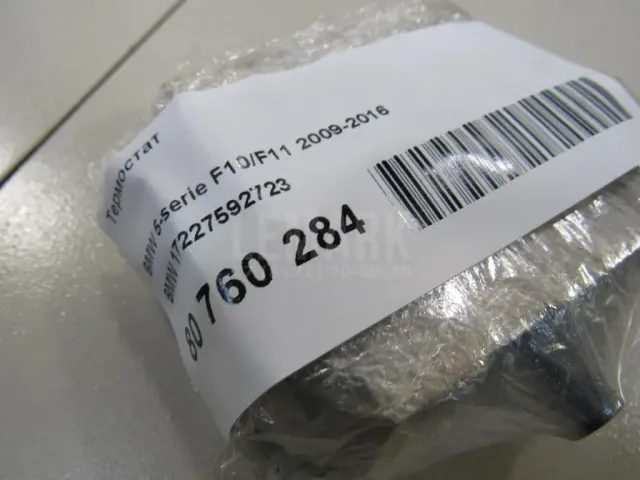 Термостат
BMW 5-serie F10/F11 2009-2016
BMW 17227592723
80 760 284